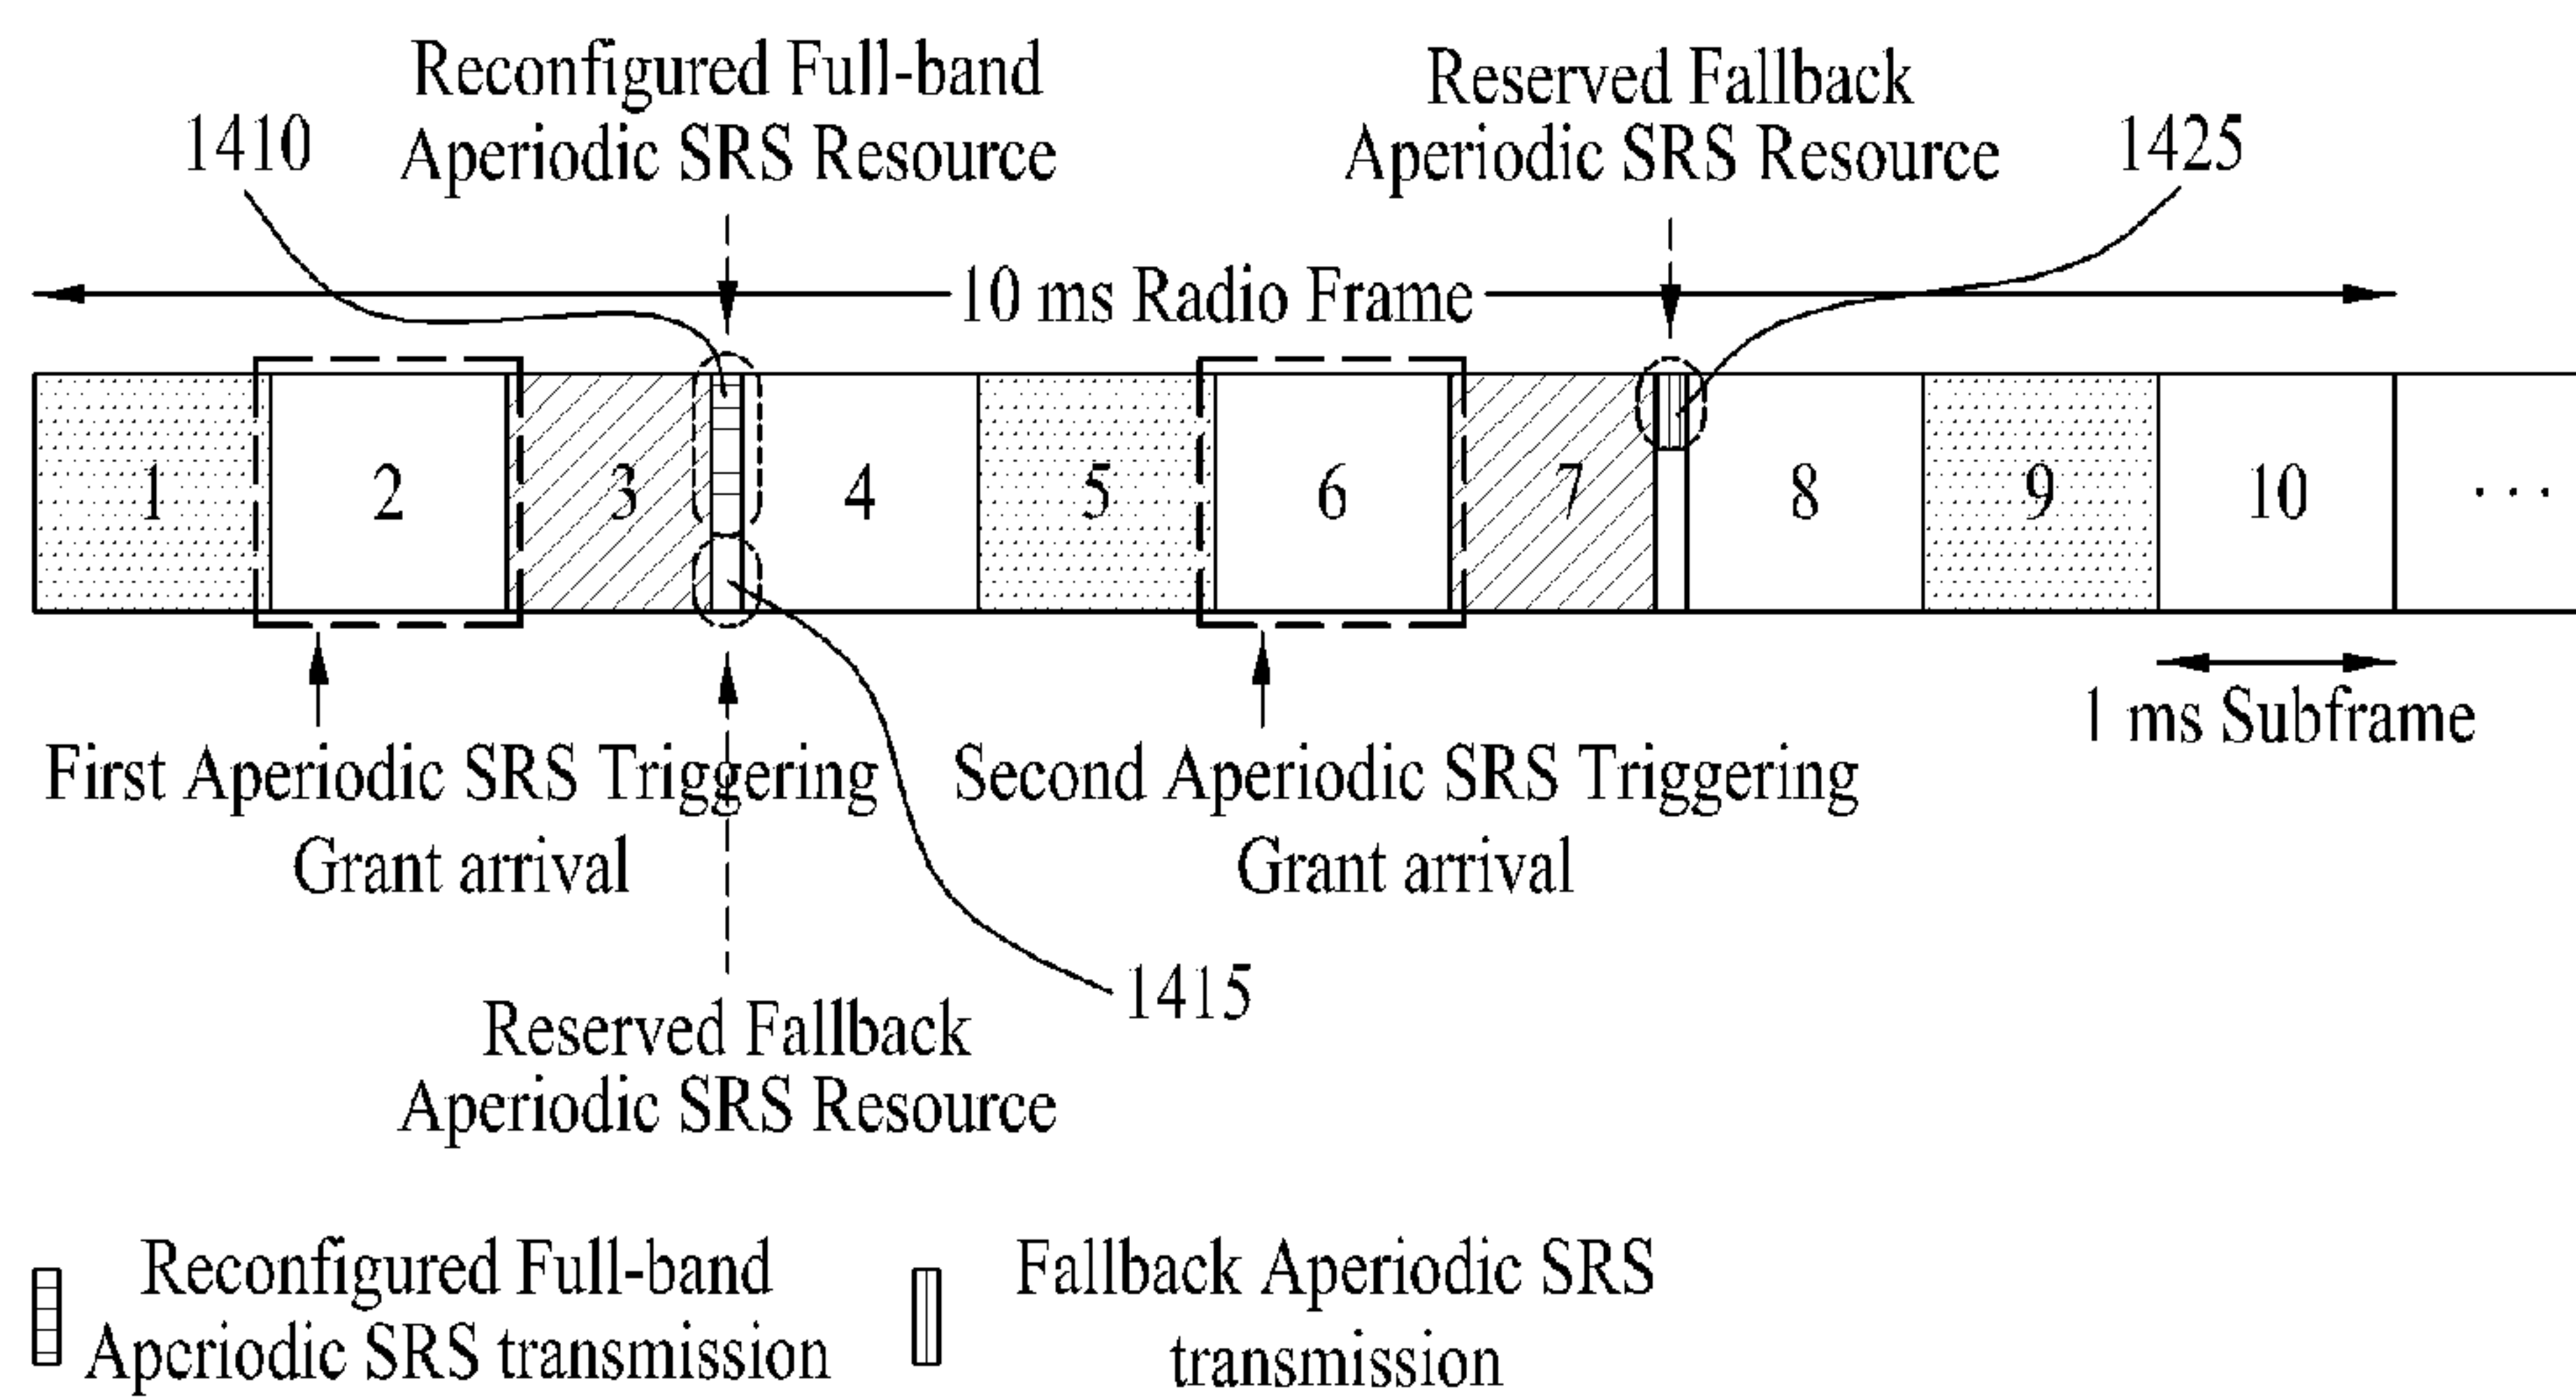 Reconfigured Full-band
Aperiodic SRS Resource
Reserved Fallback
Aperiodic SRS Resource
1410
1425
10 ms Radio Frame
1 2 3 4 5 6 7 8 9 10 ...
1 ms Subframe
First Aperiodic SRS Triggering
Grant arrival
Second Aperiodic SRS Triggering
Grant arrival
1415
Reserved Fallback
Aperiodic SRS Resource
Reconfigured Full-band
Aperiodic SRS transmission
Fallback Aperiodic SRS
transmission